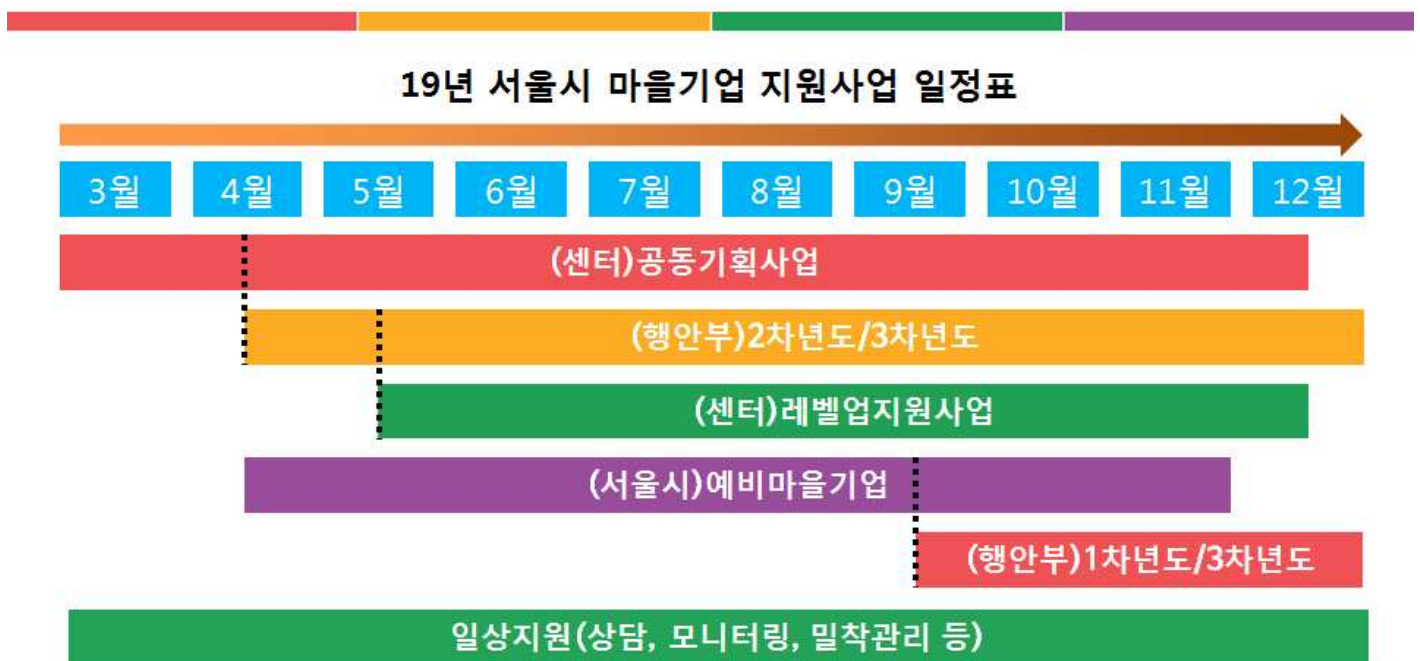 19년 서울시 마을기업 지원사업 일정표
3월 4월 5월 6월 7월 8월 9월 10월 11월 12월
(센터)공동기획사업
(행안부)2차년도/3차년도
(센터)레벨업지원사업
(서울시)예비마을기업
(행안부)1차년도/3차년도
일상지원(상담, 모니터링, 밀착관리 등)